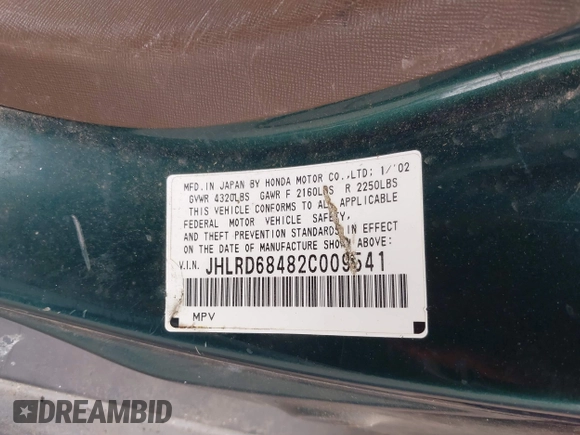 MFD. IN JAPAN BY HONDA MOTOR CO.,LTD; 1/'02
GVWR 4320LBS GAWR F 2160LBS R 2250LBS
THIS VEHICLE CONFORMS TO ALL APPLICABLE
FEDERAL MOTOR VEHICLE SAFETY,
AND THEFT PREVENTION STANDARDS IN EFFECT
ON THE DATE OF MANUFACTURE SHOWN ABOVE:
V.I.N. JHLRD68482C009541
MPV
DREAMBID